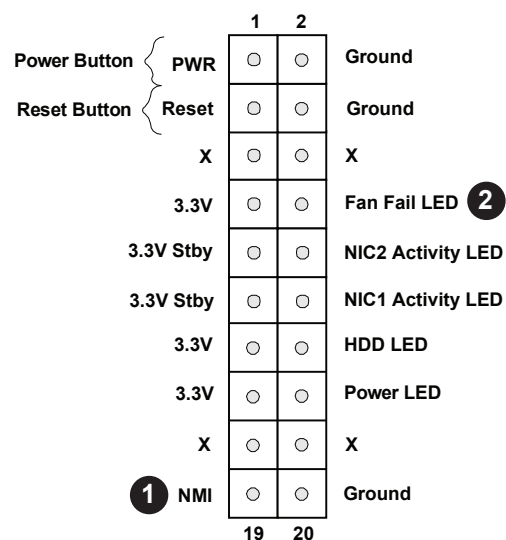 1 2
Power Button PWR Ground
Reset Button Reset Ground
X X
3.3V Fan Fail LED 2
3.3V Stby NIC2 Activity LED
3.3V Stby NIC1 Activity LED
3.3V HDD LED
3.3V Power LED
X X
1 NMI Ground
19 20